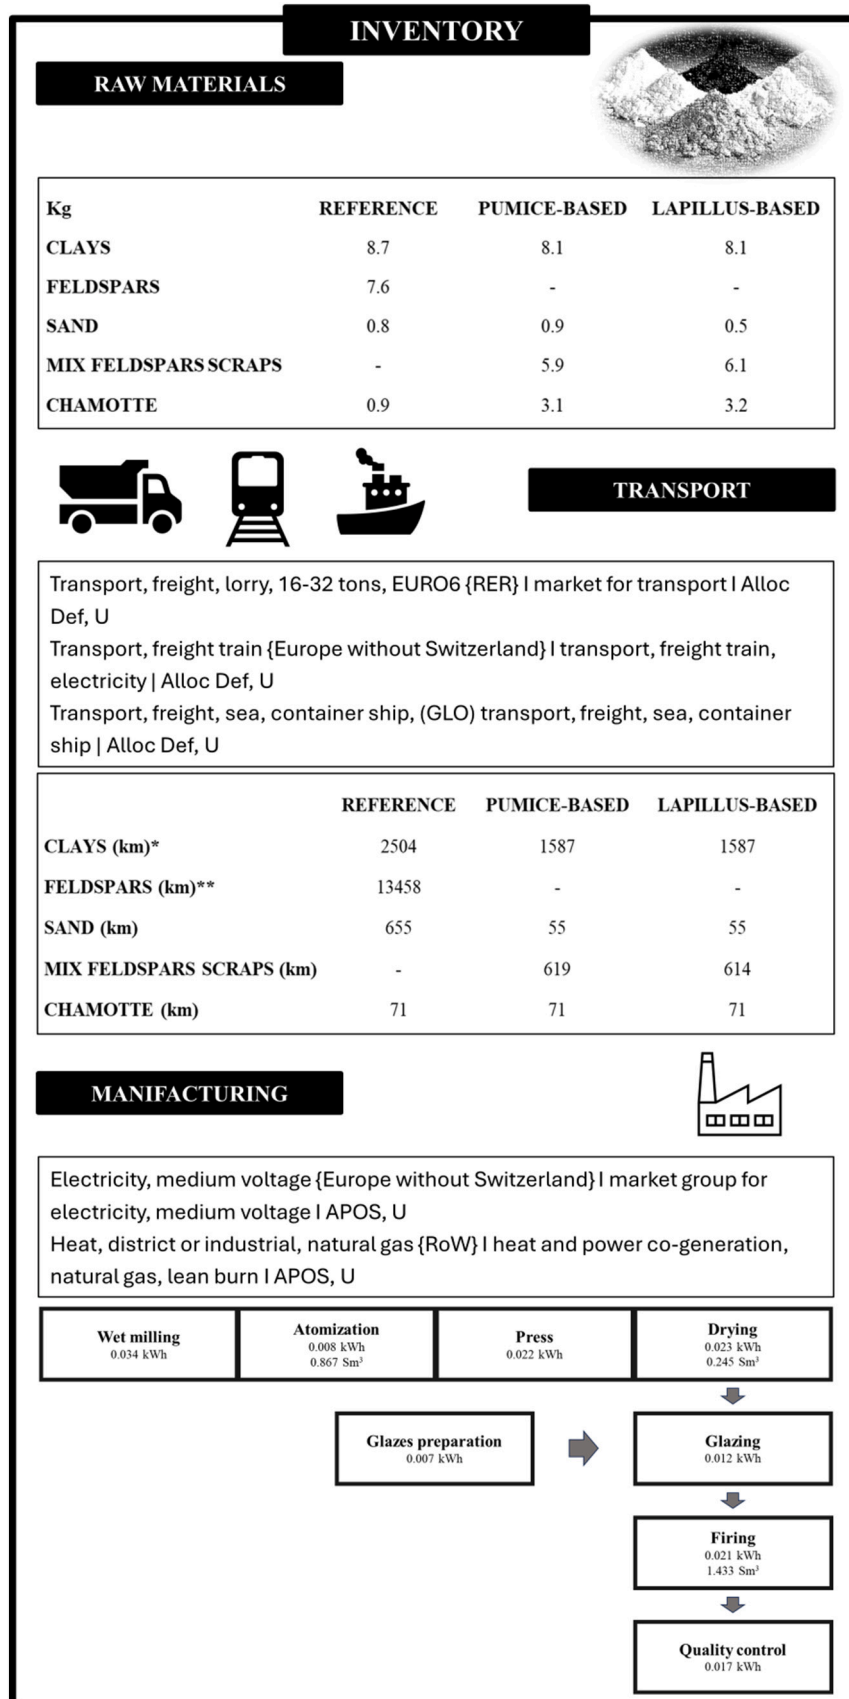 INVENTORY
RAW MATERIALS
Kg REFERENCE PUMICE-BASED LAPILLUS-BASED
CLAYS 8.7 8.1 8.1
FELDSPARS 7.6 - -
SAND 0.8 0.9 0.5
MIX FELDSPARS SCRAPS - 5.9 6.1
CHAMOTTE 0.9 3.1 3.2
TRANSPORT
Transport, freight, lorry, 16-32 tons, EURO6 {RER} I market for transport I Alloc
Def, U
Transport, freight train {Europe without Switzerland} I transport, freight train,
electricity | Alloc Def, U
Transport, freight, sea, container ship, (GLO) transport, freight, sea, container
ship | Alloc Def, U
REFERENCE PUMICE-BASED LAPILLUS-BASED
CLAYS (km)* 2504 1587 1587
FELDSPARS (km)** 13458 - -
SAND (km) 655 55 55
MIX FELDSPARS SCRAPS (km) - 619 614
CHAMOTTE (km) 71 71 71
MANIFACTURING
Electricity, medium voltage {Europe without Switzerland} I market group for
electricity, medium voltage I APOS, U
Heat, district or industrial, natural gas {RoW} I heat and power co-generation,
natural gas, lean burn I APOS, U
Wet milling
0.034 kWh
Atomization
0.008 kWh
0.867 Sm³
Press
0.022 kWh
Drying
0.023 kWh
0.245 Sm³
Glazes preparation
0.007 kWh
Glazing
0.012 kWh
Firing
0.021 kWh
1.433 Sm³
Quality control
0.017 kWh